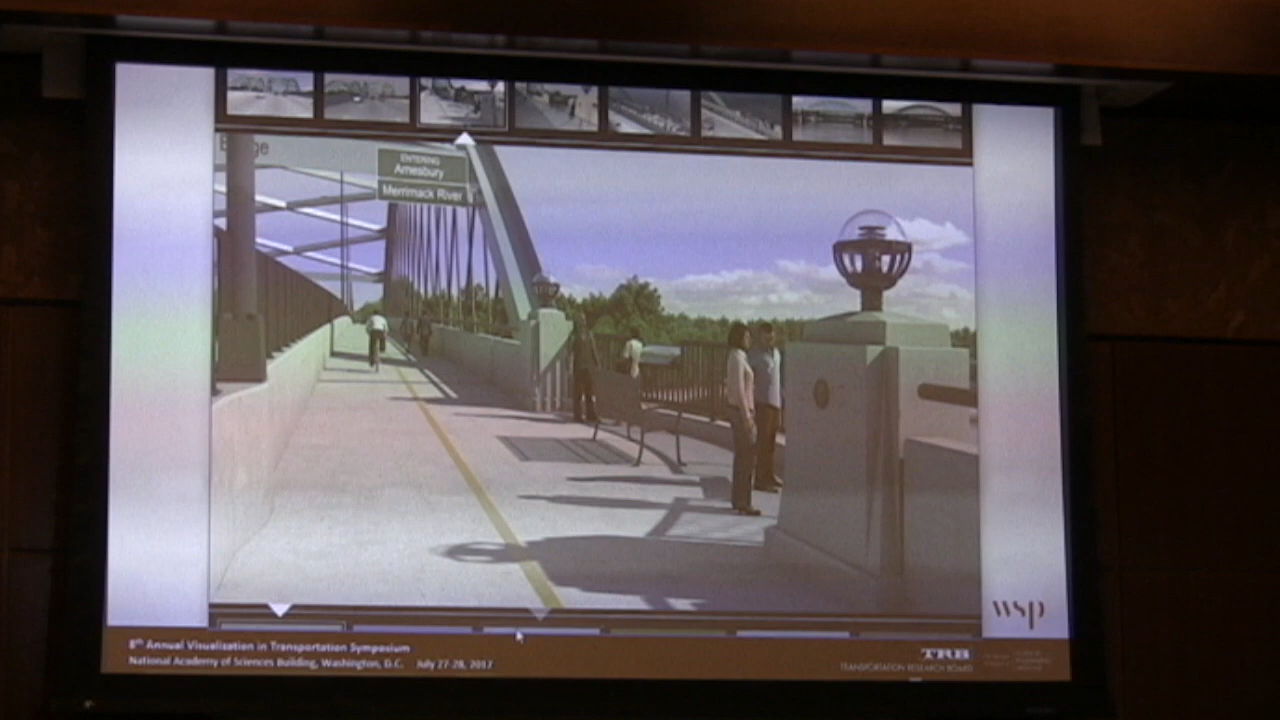 ENTERING
Amesbury
Merrimack River
wsp
8th Annual Visualization in Transportation Symposium
National Academy of Sciences Building, Washington, D.C. July 27-28, 2017
TRB
TRANSPORTATION RESEARCH BOARD